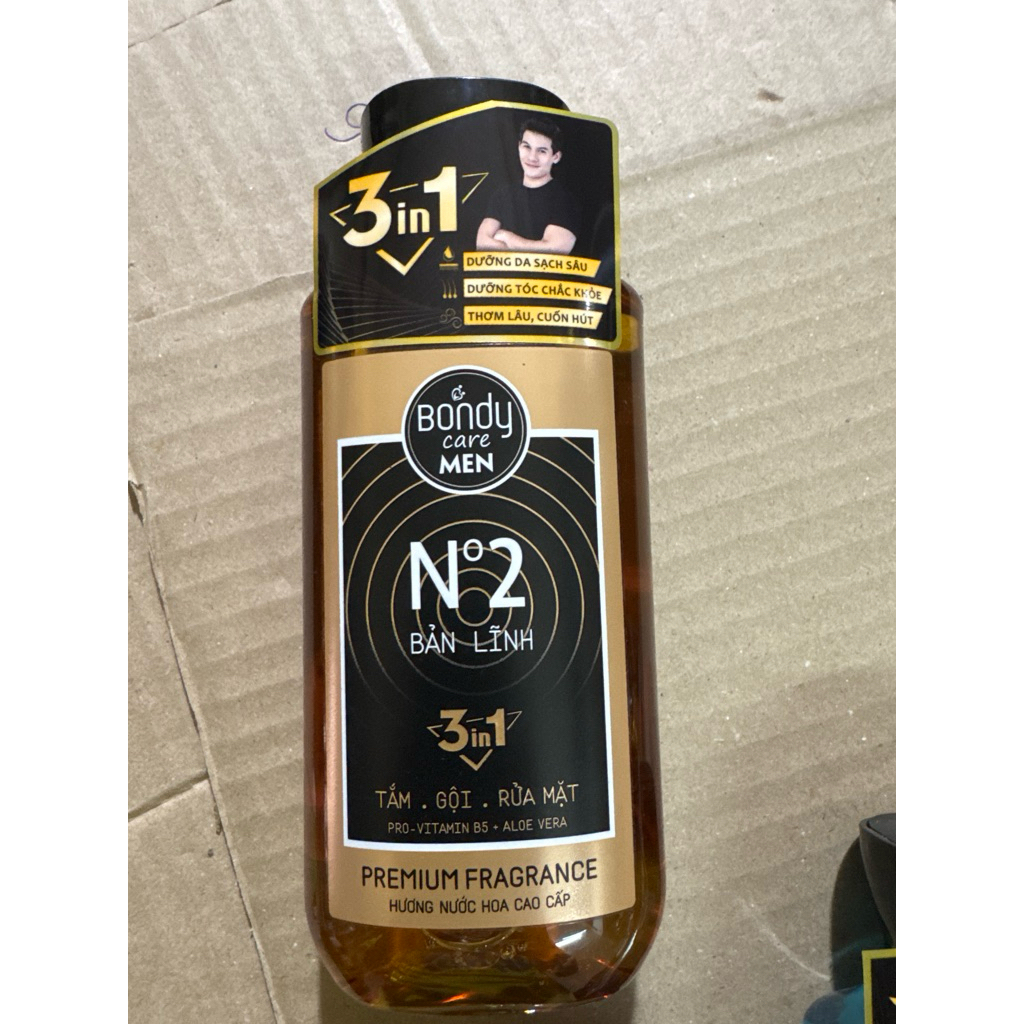 3in1
DƯỠNG DA SẠCH SÂU
DƯỠNG TÓC CHẮC KHỎE
THƠM LÂU, CUỐN HÚT
Bondy
care
MEN
Nº2
BẢN LĨNH
3in1
TẮM . GỘI . RỬA MẶT
PRO-VITAMIN B5 + ALOE VERA
PREMIUM FRAGRANCE
HƯƠNG NƯỚC HOA CAO CẤP